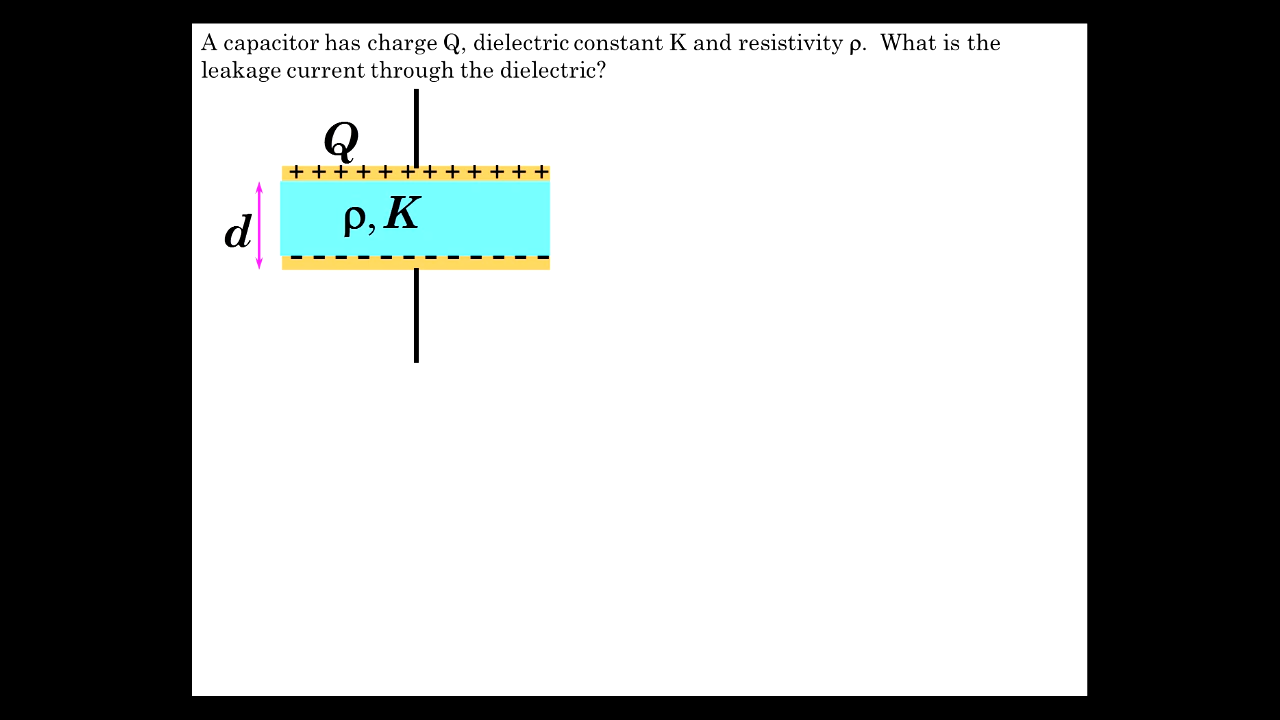 A capacitor has charge Q, dielectric constant K and resistivity ρ. What is the
leakage current through the dielectric?
Q
+ + + + + + + + + + + +
ρ, K
d
- - - - - - - - - - - -